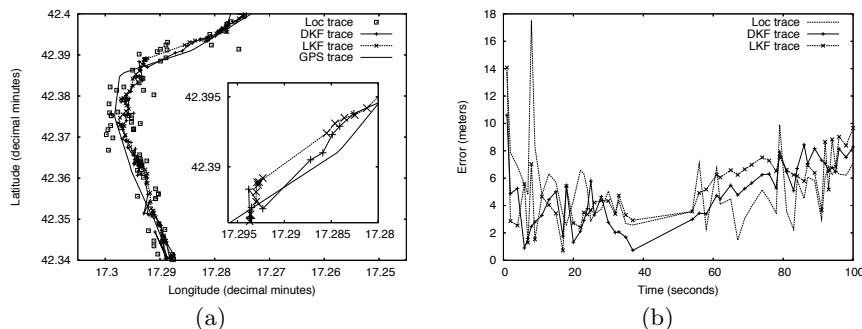 42.4
42.39
42.38
42.37
42.36
42.35
42.34
17.3
17.29
17.28
17.27
17.26
17.25
Latitude (decimal minutes)
Longitude (decimal minutes)
Loc trace
DKF trace
LKF trace
GPS trace
42.395
42.39
17.295
17.29
17.285
17.28
(a)
18
16
14
12
10
8
6
4
2
0
0
20
40
60
80
100
Error (meters)
Time (seconds)
Loc trace
DKF trace
LKF trace
(b)